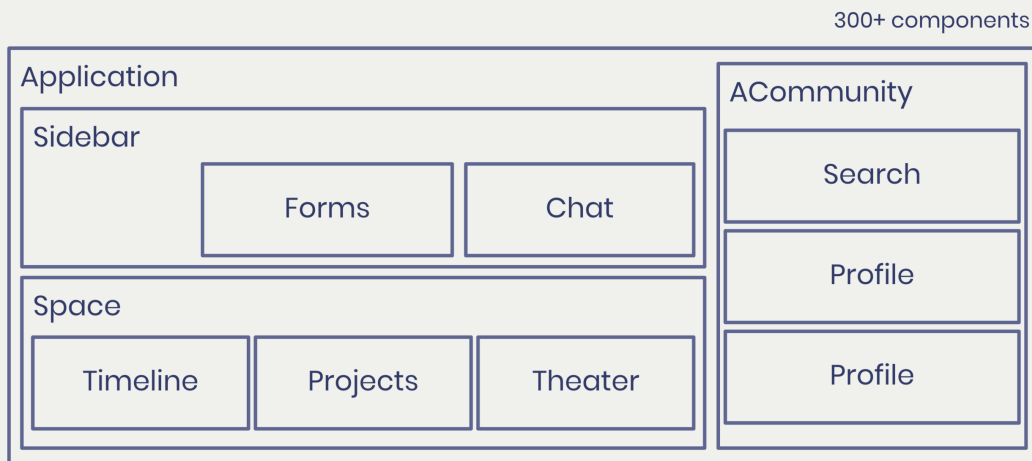 300+ components
Application
Sidebar
Forms
Chat
Space
Timeline
Projects
Theater
ACommunity
Search
Profile
Profile